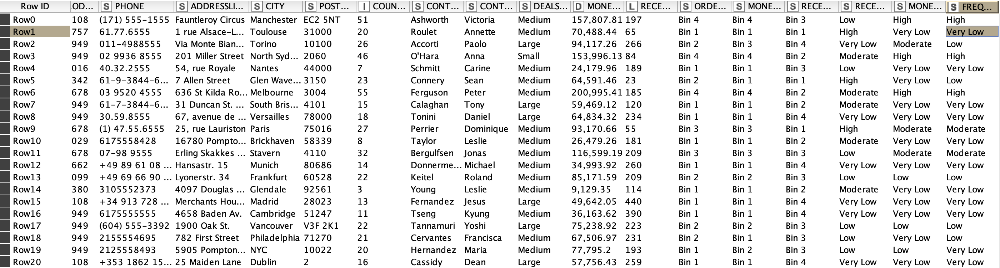 Row ID ROD... S PHONE S ADDRESSLI... S CITY S POST... I COUN... S CONT... S CONT... S DEALS... D MONE... L RECE... S ORDE... S MONE... S RECE... S RECE... S MONE... S FREQ...
Row0 108 (171) 555-1555 Fauntleroy Circus Manchester EC2 5NT 51 Ashworth Victoria Medium 157,807.81 197 Bin 4 Bin 4 Bin 3 Low High High
Row1 757 61.77.6555 1 rue Alsace-L... Toulouse 31000 20 Roulet Annette Medium 70,488.44 65 Bin 1 Bin 1 Bin 1 High Very Low Very Low
Row2 949 011-4988555 Via Monte Bian... Torino 10100 26 Accorti Paolo Large 94,117.26 266 Bin 2 Bin 3 Bin 4 Very Low Moderate Low
Row3 949 02 9936 8555 201 Miller Street North Syd... 2060 46 O'Hara Anna Small 153,996.13 84 Bin 4 Bin 4 Bin 2 Moderate High High
Row4 016 40.32.2555 54, rue Royale Nantes 44000 7 Schmitt Carine Medium 24,179.96 189 Bin 1 Bin 1 Bin 3 Low Very Low Very Low
Row5 342 61-9-3844-6... 7 Allen Street Glen Wave... 3150 23 Connery Sean Medium 64,591.46 23 Bin 2 Bin 1 Bin 1 High Very Low Low
Row6 678 03 9520 4555 636 St Kilda Ro... Melbourne 3004 55 Ferguson Peter Medium 200,995.41 185 Bin 4 Bin 4 Bin 2 Moderate High High
Row7 949 61-7-3844-6... 31 Duncan St. ... South Bris... 4101 15 Calaghan Tony Large 59,469.12 120 Bin 1 Bin 1 Bin 2 Moderate Very Low Very Low
Row8 949 30.59.8555 67, avenue de ... Versailles 78000 18 Tonini Daniel Large 64,834.32 234 Bin 1 Bin 1 Bin 4 Very Low Very Low Very Low
Row9 678 (1) 47.55.6555 25, rue Lauriston Paris 75016 27 Perrier Dominique Medium 93,170.66 55 Bin 3 Bin 3 Bin 1 High Moderate Moderate
Row10 029 6175558428 16780 Pompto... Brickhaven 58339 8 Taylor Leslie Medium 26,479.26 181 Bin 1 Bin 1 Bin 2 Moderate Very Low Very Low
Row11 678 07-98 9555 Erling Skakkes ... Stavern 4110 32 Bergulfsen Jonas Medium 116,599.19 209 Bin 3 Bin 3 Bin 3 Low Moderate Moderate
Row12 662 +49 89 61 08 ... Hansastr. 15 Munich 80686 14 Donnerme... Michael Medium 34,993.92 260 Bin 1 Bin 1 Bin 4 Very Low Very Low Very Low
Row13 099 +49 69 66 90 ... Lyonerstr. 34 Frankfurt 60528 22 Keitel Roland Medium 85,171.59 209 Bin 2 Bin 2 Bin 3 Low Low Low
Row14 380 3105552373 4097 Douglas ... Glendale 92561 3 Young Leslie Medium 9,129.35 114 Bin 1 Bin 1 Bin 2 Moderate Very Low Very Low
Row15 108 +34 913 728 ... Merchants Hou... Madrid 28023 13 Fernandez Jesus Large 49,642.05 440 Bin 1 Bin 1 Bin 4 Very Low Very Low Very Low
Row16 949 6175555555 4658 Baden Av. Cambridge 51247 11 Tseng Kyung Medium 36,163.62 390 Bin 1 Bin 1 Bin 4 Very Low Very Low Very Low
Row17 949 (604) 555-3392 1900 Oak St. Vancouver V3F 2K1 22 Tannamuri Yoshi Large 75,238.92 223 Bin 2 Bin 2 Bin 3 Low Low Low
Row18 949 2155554695 782 First Street Philadelphia 71270 21 Cervantes Francisca Medium 67,506.97 231 Bin 2 Bin 1 Bin 3 Low Very Low Low
Row19 949 2125558493 5905 Pompton... NYC 10022 20 Hernandez Maria Medium 77,795.2 193 Bin 1 Bin 2 Bin 3 Low Low Very Low
Row20 108 +353 1862 15... 25 Maiden Lane Dublin 2 16 Cassidy Dean Large 57,756.43 259 Bin 1 Bin 1 Bin 4 Very Low Very Low Very Low